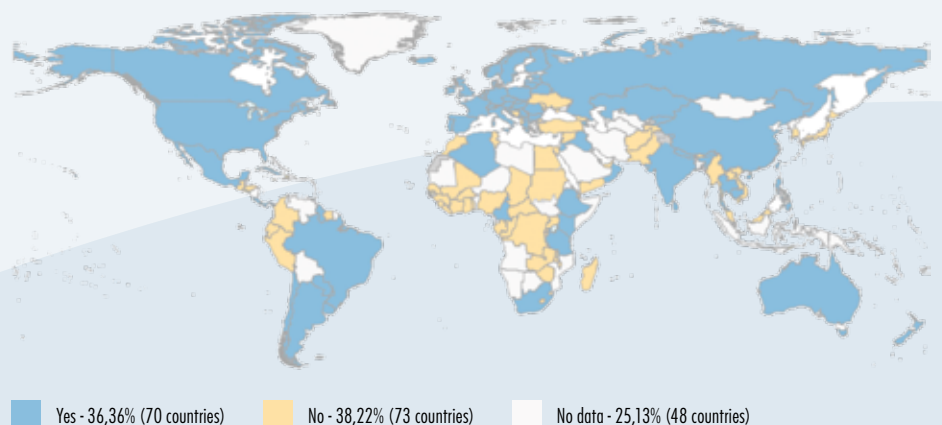 Yes - 36,36% (70 countries) No - 38,22% (73 countries) No data - 25,13% (48 countries)